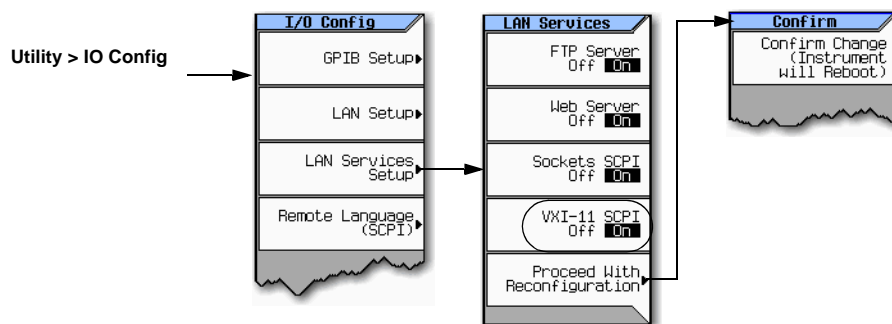 Utility > IO Config
I/O Config
GPIB Setup
LAN Setup
LAN Services
Setup
Remote Language
(SCPI)
LAN Services
FTP Server
Off On
Web Server
Off On
Sockets SCPI
Off On
VXI-11 SCPI
Off On
Proceed With
Reconfiguration
Confirm
Confirm Change
(Instrument
will Reboot)